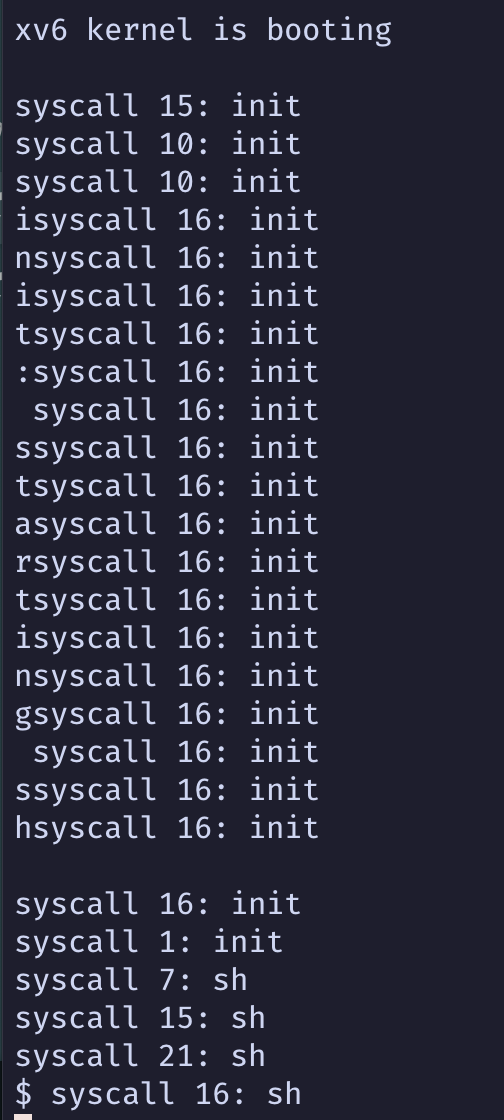 xv6 kernel is booting
syscall 15: init
syscall 10: init
syscall 10: init
isyscall 16: init
nsyscall 16: init
isyscall 16: init
tsyscall 16: init
:syscall 16: init
 syscall 16: init
ssyscall 16: init
tsyscall 16: init
asyscall 16: init
rsyscall 16: init
tsyscall 16: init
isyscall 16: init
nsyscall 16: init
gsyscall 16: init
 syscall 16: init
ssyscall 16: init
hsyscall 16: init
syscall 16: init
syscall 1: init
syscall 7: sh
syscall 15: sh
syscall 21: sh
$ syscall 16: sh